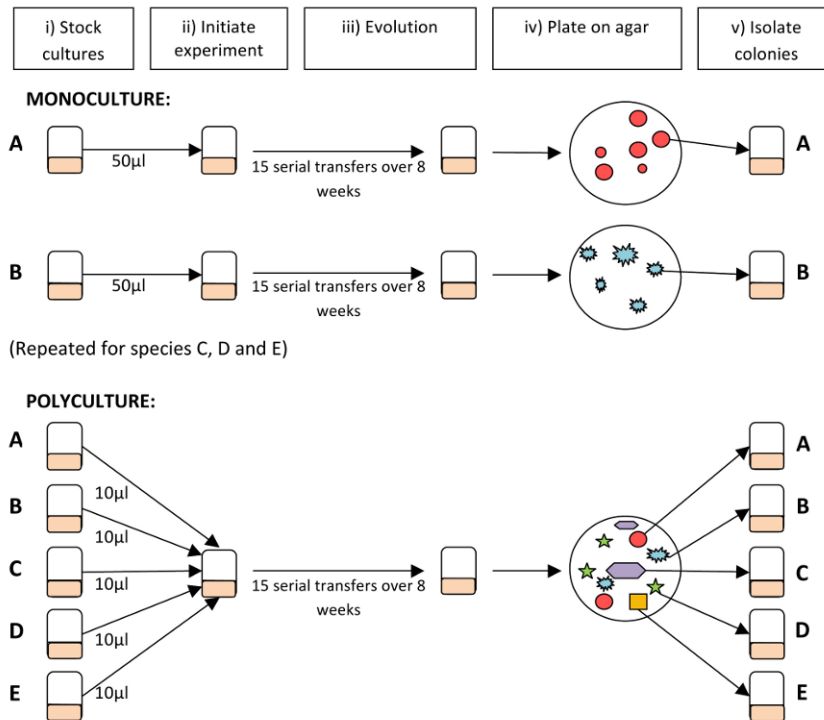 i) Stock
cultures
ii) Initiate
experiment
iii) Evolution
iv) Plate on agar
v) Isolate
colonies
MONOCULTURE:
A
50µl
15 serial transfers over 8
weeks
A
B
50µl
15 serial transfers over 8
weeks
B
(Repeated for species C, D and E)
POLYCULTURE:
A
10µl
A
B
10µl
B
C
10µl
15 serial transfers over 8
weeks
C
D
10µl
D
E
10µl
E